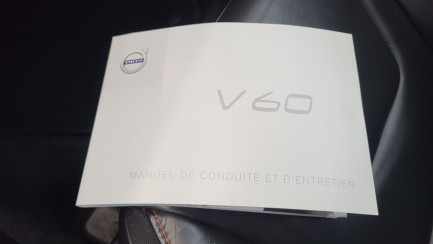 VOLVO
V60
MANUEL DE CONDUITE ET D'ENTRETIEN